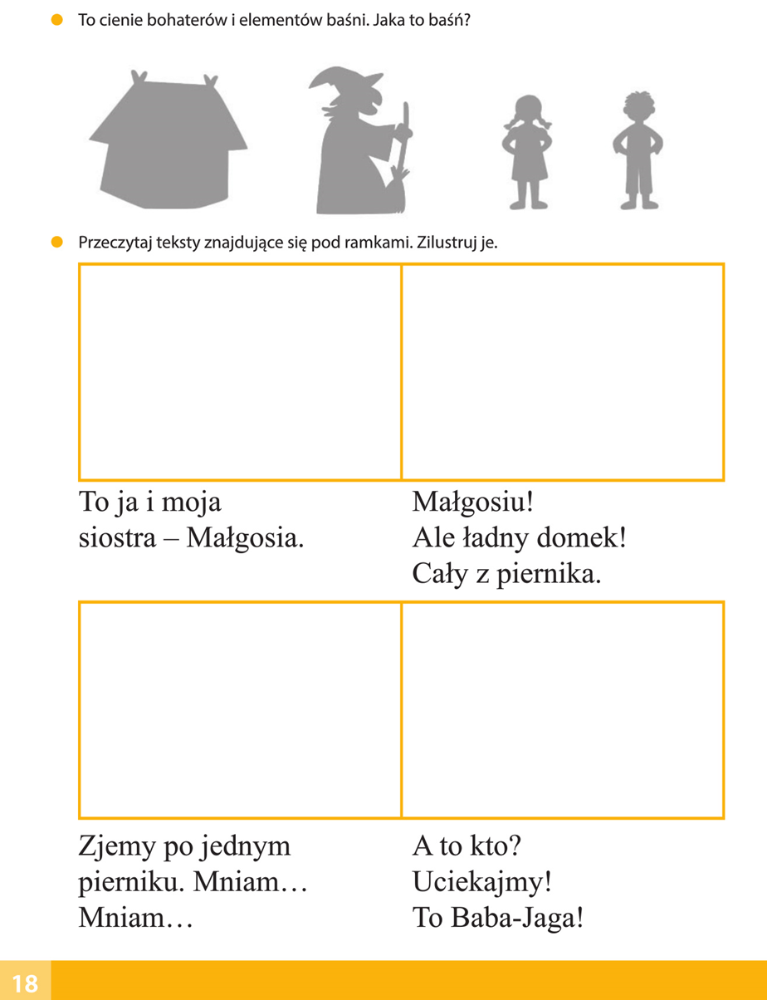 To cienie bohaterów i elementów baśni. Jaka to baśń?
Przeczytaj teksty znajdujące się pod ramkami. Zilustruj je.
To ja i moja
siostra – Małgosia.
Małgosiu!
Ale ładny domek!
Cały z piernika.
Zjemy po jednym
pierniku. Mniam…
Mniam…
A to kto?
Uciekajmy!
To Baba-Jaga!
18